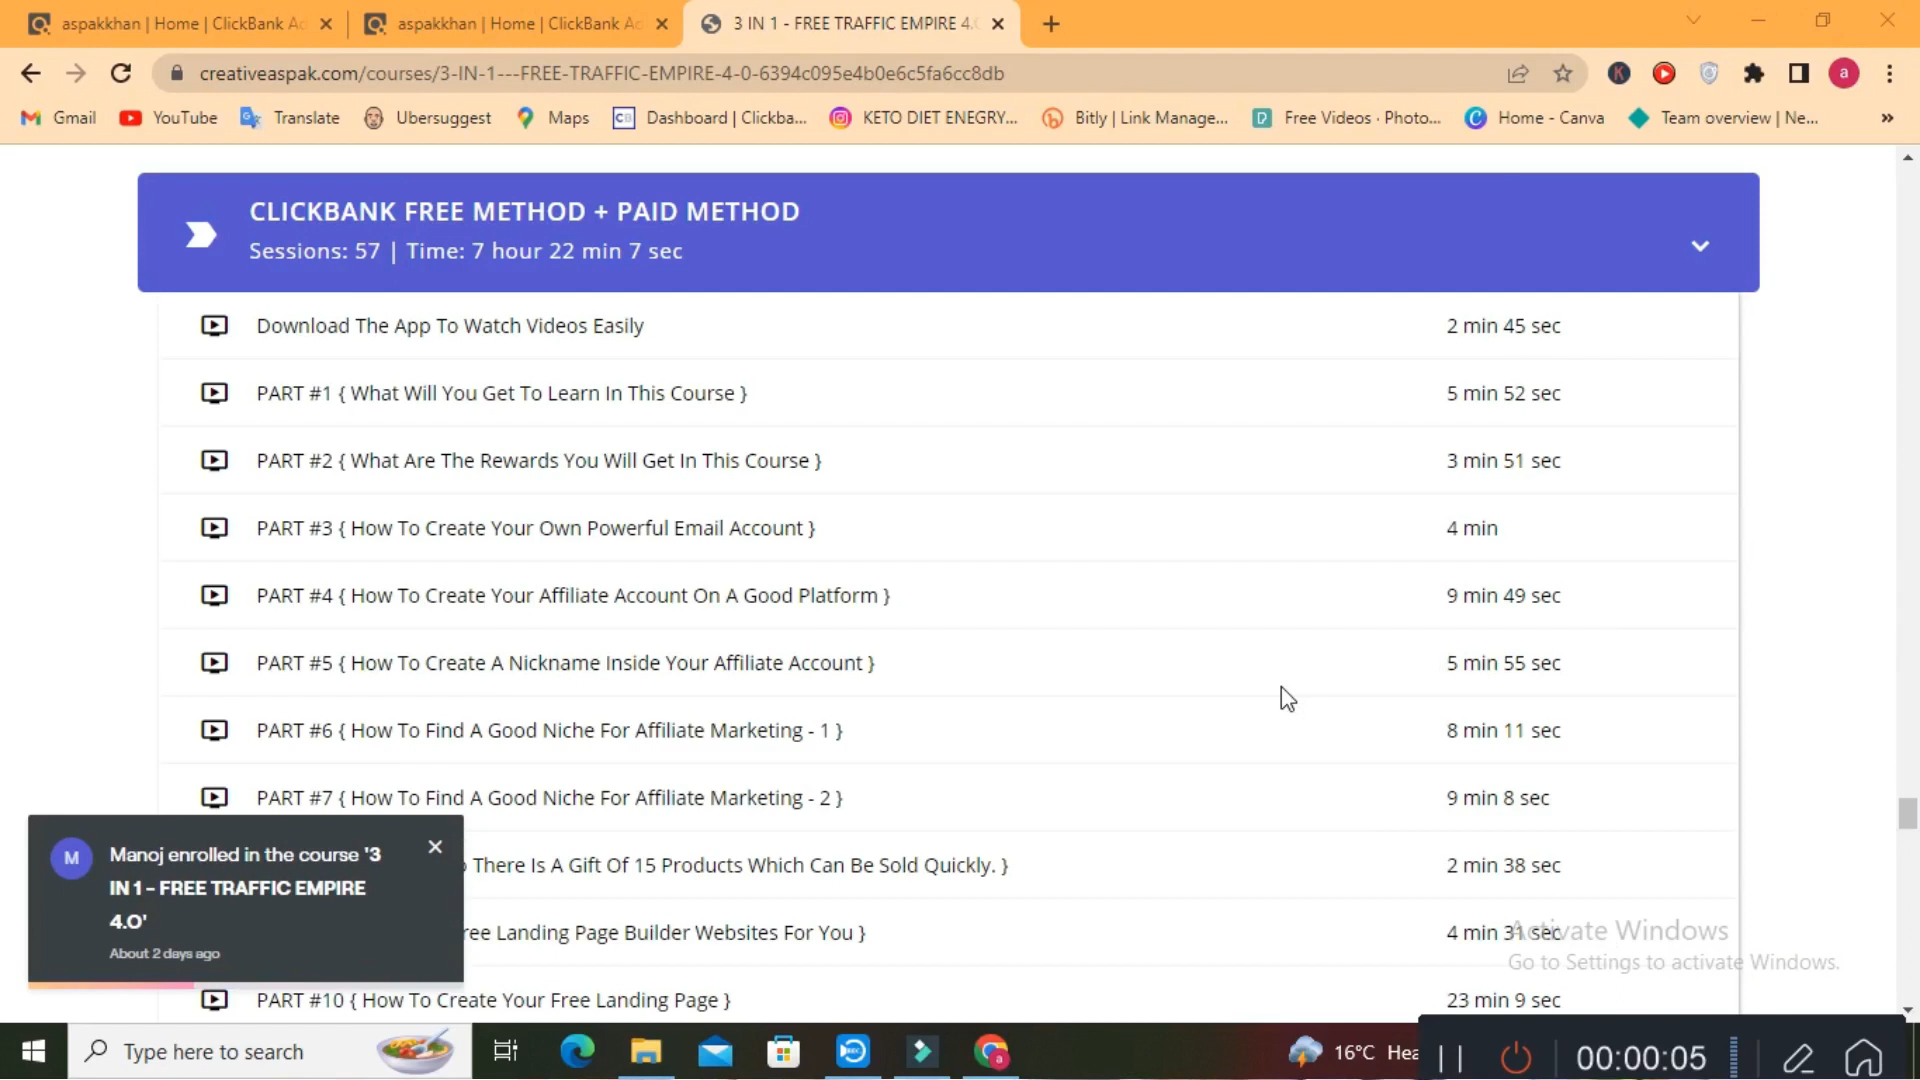 aspakkhan | Home | ClickBank Ac
aspakkhan | Home | ClickBank Ac
3 IN 1 - FREE TRAFFIC EMPIRE 4.0
creativeaspak.com/courses/3-IN-1---FREE-TRAFFIC-EMPIRE-4-0-6394c095e4b0e6c5fa6cc8db
K
a
Gmail
YouTube
Translate
Ubersuggest
Maps
CB Dashboard | Clickba...
KETO DIET ENEGRY...
Bitly | Link Manage...
Free Videos · Photo...
Home - Canva
Team overview | Ne...
»
CLICKBANK FREE METHOD + PAID METHOD
Sessions: 57 | Time: 7 hour 22 min 7 sec
Download The App To Watch Videos Easily 2 min 45 sec
PART #1 { What Will You Get To Learn In This Course } 5 min 52 sec
PART #2 { What Are The Rewards You Will Get In This Course } 3 min 51 sec
PART #3 { How To Create Your Own Powerful Email Account } 4 min
PART #4 { How To Create Your Affiliate Account On A Good Platform } 9 min 49 sec
PART #5 { How To Create A Nickname Inside Your Affiliate Account } 5 min 55 sec
PART #6 { How To Find A Good Niche For Affiliate Marketing - 1 } 8 min 11 sec
PART #7 { How To Find A Good Niche For Affiliate Marketing - 2 } 9 min 8 sec
There Is A Gift Of 15 Products Which Can Be Sold Quickly. } 2 min 38 sec
ree Landing Page Builder Websites For You } 4 min 31 sec
PART #10 { How To Create Your Free Landing Page } 23 min 9 sec
M
Manoj enrolled in the course '3
IN 1 - FREE TRAFFIC EMPIRE
4.0'
About 2 days ago
Activate Windows
Go to Settings to activate Windows.
Type here to search
REC
a
16°C Hea
00:00:05